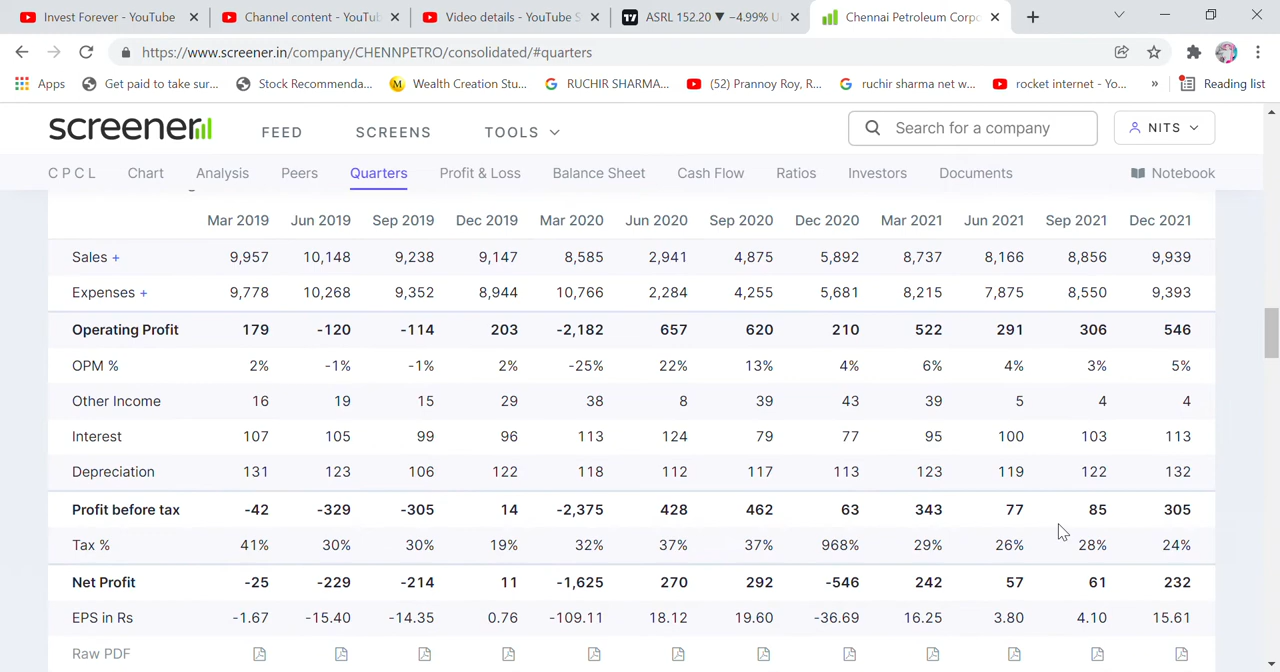 Invest Forever - YouTube
Channel content - YouTu
Video details - YouTube S
ASRL 152.20 ▼ −4.99% U
Chennai Petroleum Corpo
https://www.screener.in/company/CHENNPETRO/consolidated/#quarters
Apps Get paid to take sur... Stock Recommenda... Wealth Creation Stu... RUCHIR SHARMA... (52) Prannoy Roy, R... ruchir sharma net w... rocket internet - Yo... » Reading list
screener FEED SCREENS TOOLS Search for a company NITS
C P C L Chart Analysis Peers Quarters Profit & Loss Balance Sheet Cash Flow Ratios Investors Documents Notebook
Mar 2019 Jun 2019 Sep 2019 Dec 2019 Mar 2020 Jun 2020 Sep 2020 Dec 2020 Mar 2021 Jun 2021 Sep 2021 Dec 2021
Sales + 9,957 10,148 9,238 9,147 8,585 2,941 4,875 5,892 8,737 8,166 8,856 9,939
Expenses + 9,778 10,268 9,352 8,944 10,766 2,284 4,255 5,681 8,215 7,875 8,550 9,393
Operating Profit 179 -120 -114 203 -2,182 657 620 210 522 291 306 546
OPM % 2% -1% -1% 2% -25% 22% 13% 4% 6% 4% 3% 5%
Other Income 16 19 15 29 38 8 39 43 39 5 4 4
Interest 107 105 99 96 113 124 79 77 95 100 103 113
Depreciation 131 123 106 122 118 112 117 113 123 119 122 132
Profit before tax -42 -329 -305 14 -2,375 428 462 63 343 77 85 305
Tax % 41% 30% 30% 19% 32% 37% 37% 968% 29% 26% 28% 24%
Net Profit -25 -229 -214 11 -1,625 270 292 -546 242 57 61 232
EPS in Rs -1.67 -15.40 -14.35 0.76 -109.11 18.12 19.60 -36.69 16.25 3.80 4.10 15.61
Raw PDF